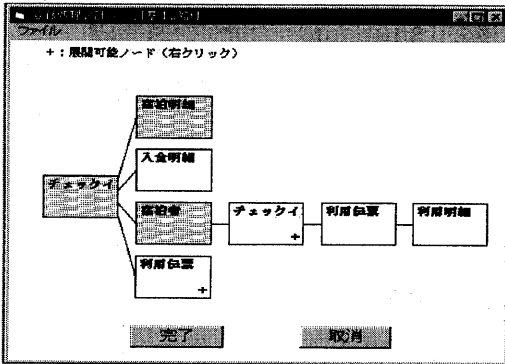 ファイル
+：展開可能ノード（右クリック）
宿泊明細
入金明細
チェックイ
宿泊者
チェックイ
+
利用伝票
利用明細
利用伝票
+
完了
取消